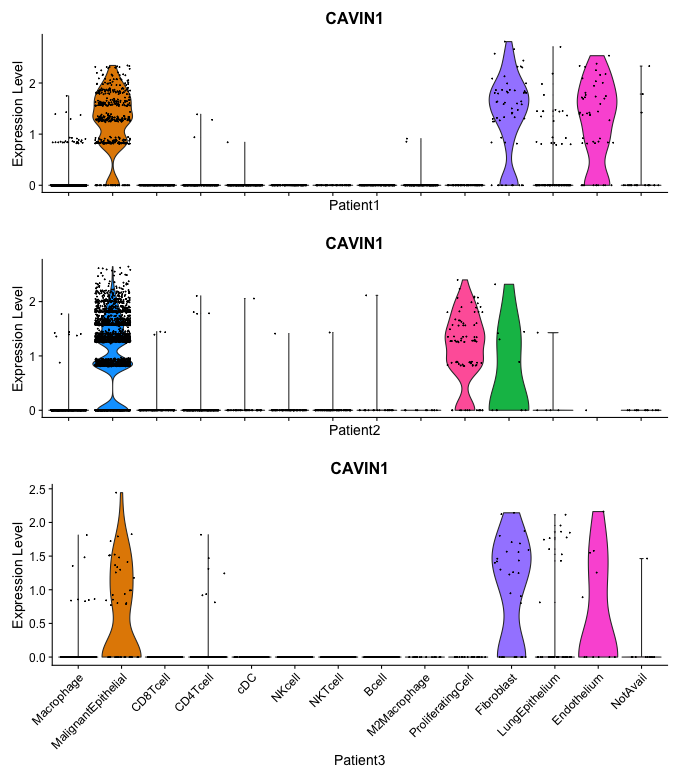 CAVIN1
Expression Level
2
1
0
Patient1
CAVIN1
Expression Level
2
1
0
Patient2
CAVIN1
Expression Level
2.5
2.0
1.5
1.0
0.5
0.0
Macrophage
MalignantEpithelial
CD8Tcell
CD4Tcell
cDC
NKcell
NKTcell
Bcell
M2Macrophage
ProliferatingCell
Fibroblast
LungEpithelium
Endothelium
NotAvail
Patient3